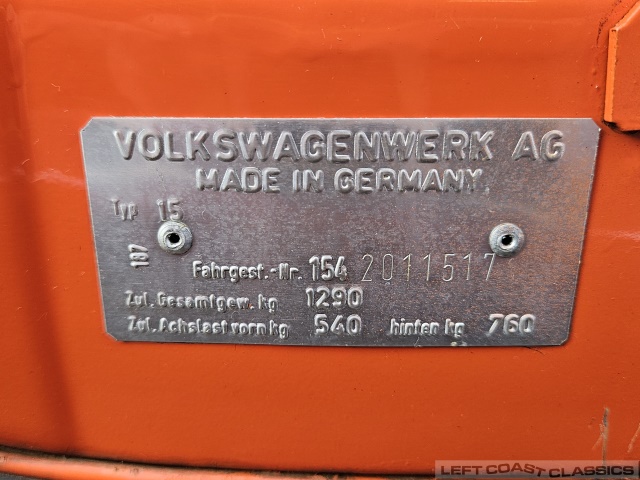 VOLKSWAGENWERK AG
MADE IN GERMANY
Typ 15
187
Fahrgest.-Nr. 154 2011517
Zul. Gesamtgew. kg 1290
Zul. Achslast vorn kg 540 hinten kg 760
LEFT COAST CLASSICS